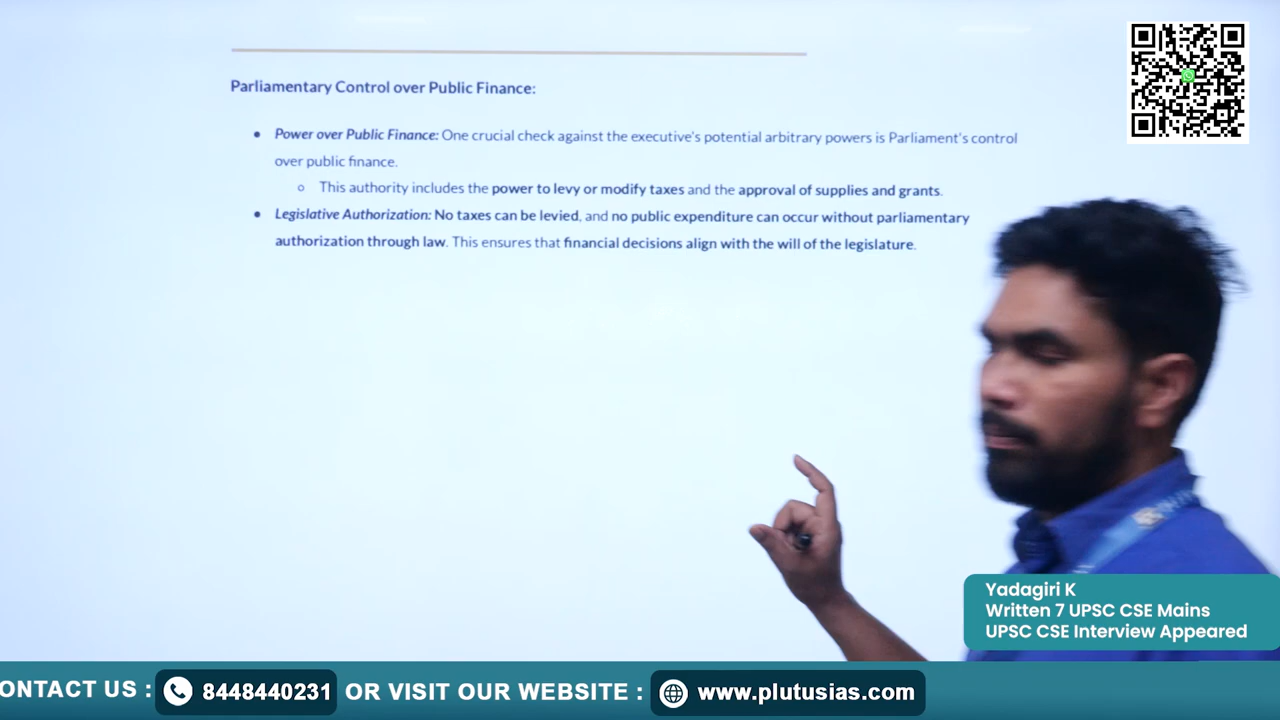 Parliamentary Control over Public Finance:
• Power over Public Finance: One crucial check against the executive's potential arbitrary powers is Parliament's control
over public finance.
○ This authority includes the power to levy or modify taxes and the approval of supplies and grants.
• Legislative Authorization: No taxes can be levied, and no public expenditure can occur without parliamentary
authorization through law. This ensures that financial decisions align with the will of the legislature.
Yadagiri K
Written 7 UPSC CSE Mains
UPSC CSE Interview Appeared
ONTACT US : 8448440231 OR VISIT OUR WEBSITE : www.plutusias.com